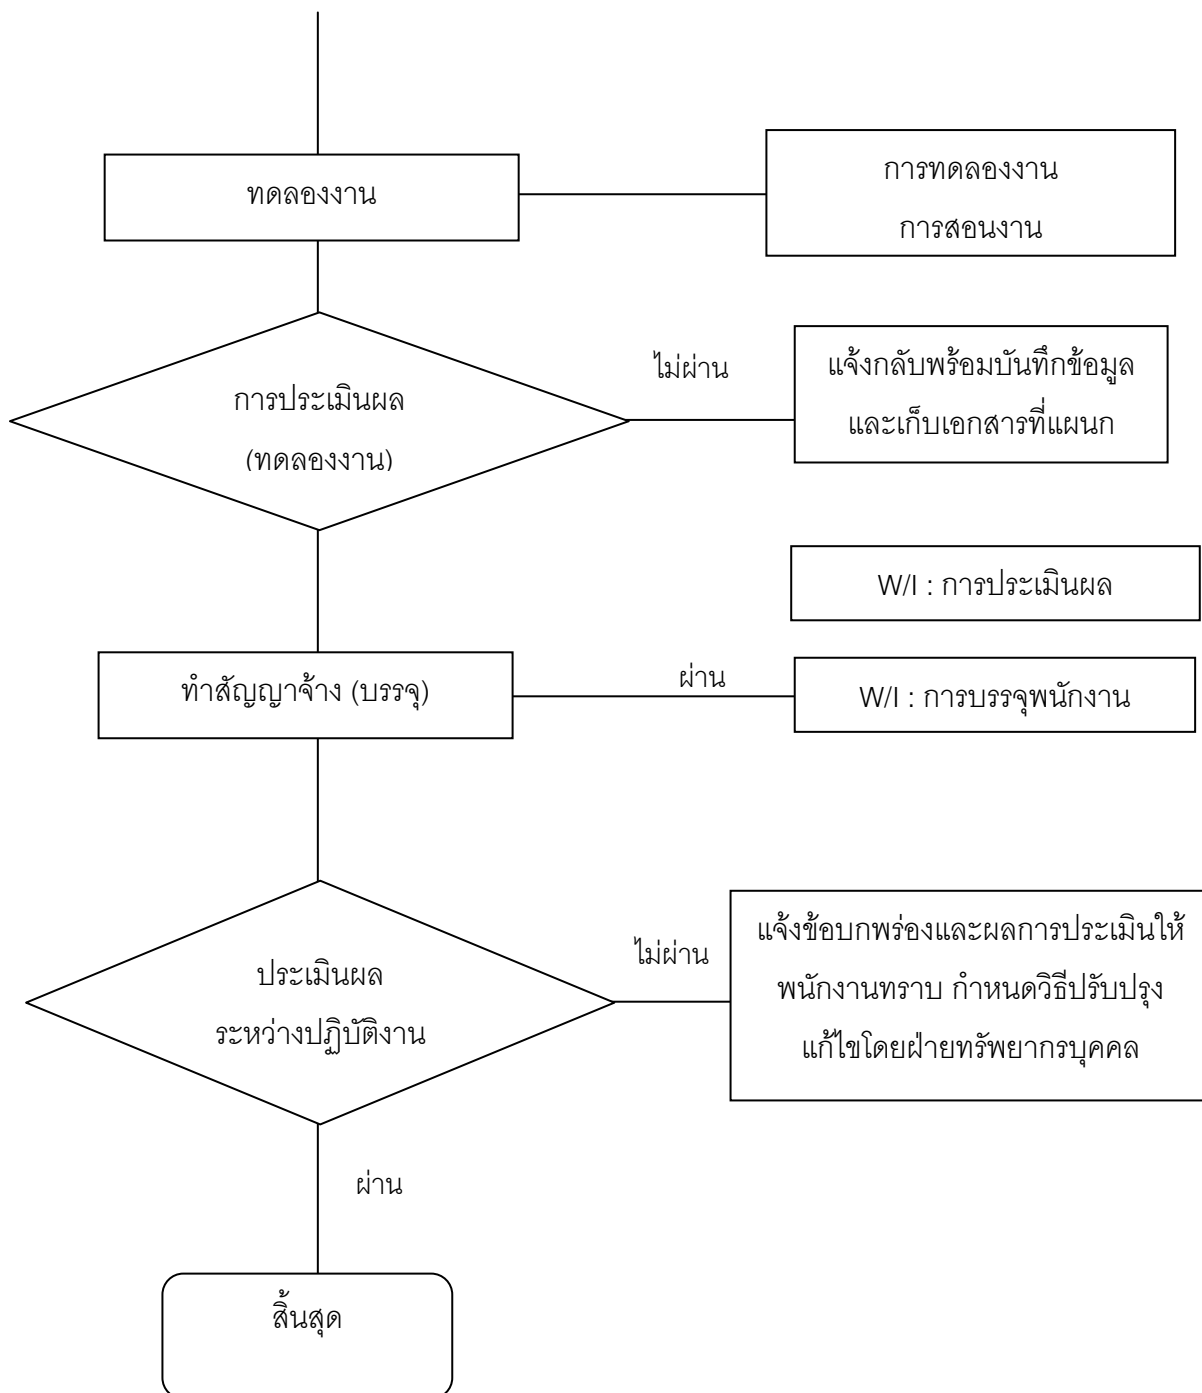 ทดลองงาน
การทดลองงาน
การสอนงาน
ไม่ผ่าน
แจ้งกลับพร้อมบันทึกข้อมูล
และเก็บเอกสารที่แผนก
การประเมินผล
(ทดลองงาน)
W/I : การประเมินผล
ทำสัญญาจ้าง (บรรจุ)
ผ่าน
W/I : การบรรจุพนักงาน
ประเมินผล
ระหว่างปฏิบัติงาน
ไม่ผ่าน
แจ้งข้อบกพร่องและผลการประเมินให้
พนักงานทราบ กำหนดวิธีปรับปรุง
แก้ไขโดยฝ่ายทรัพยากรบุคคล
ผ่าน
สิ้นสุด